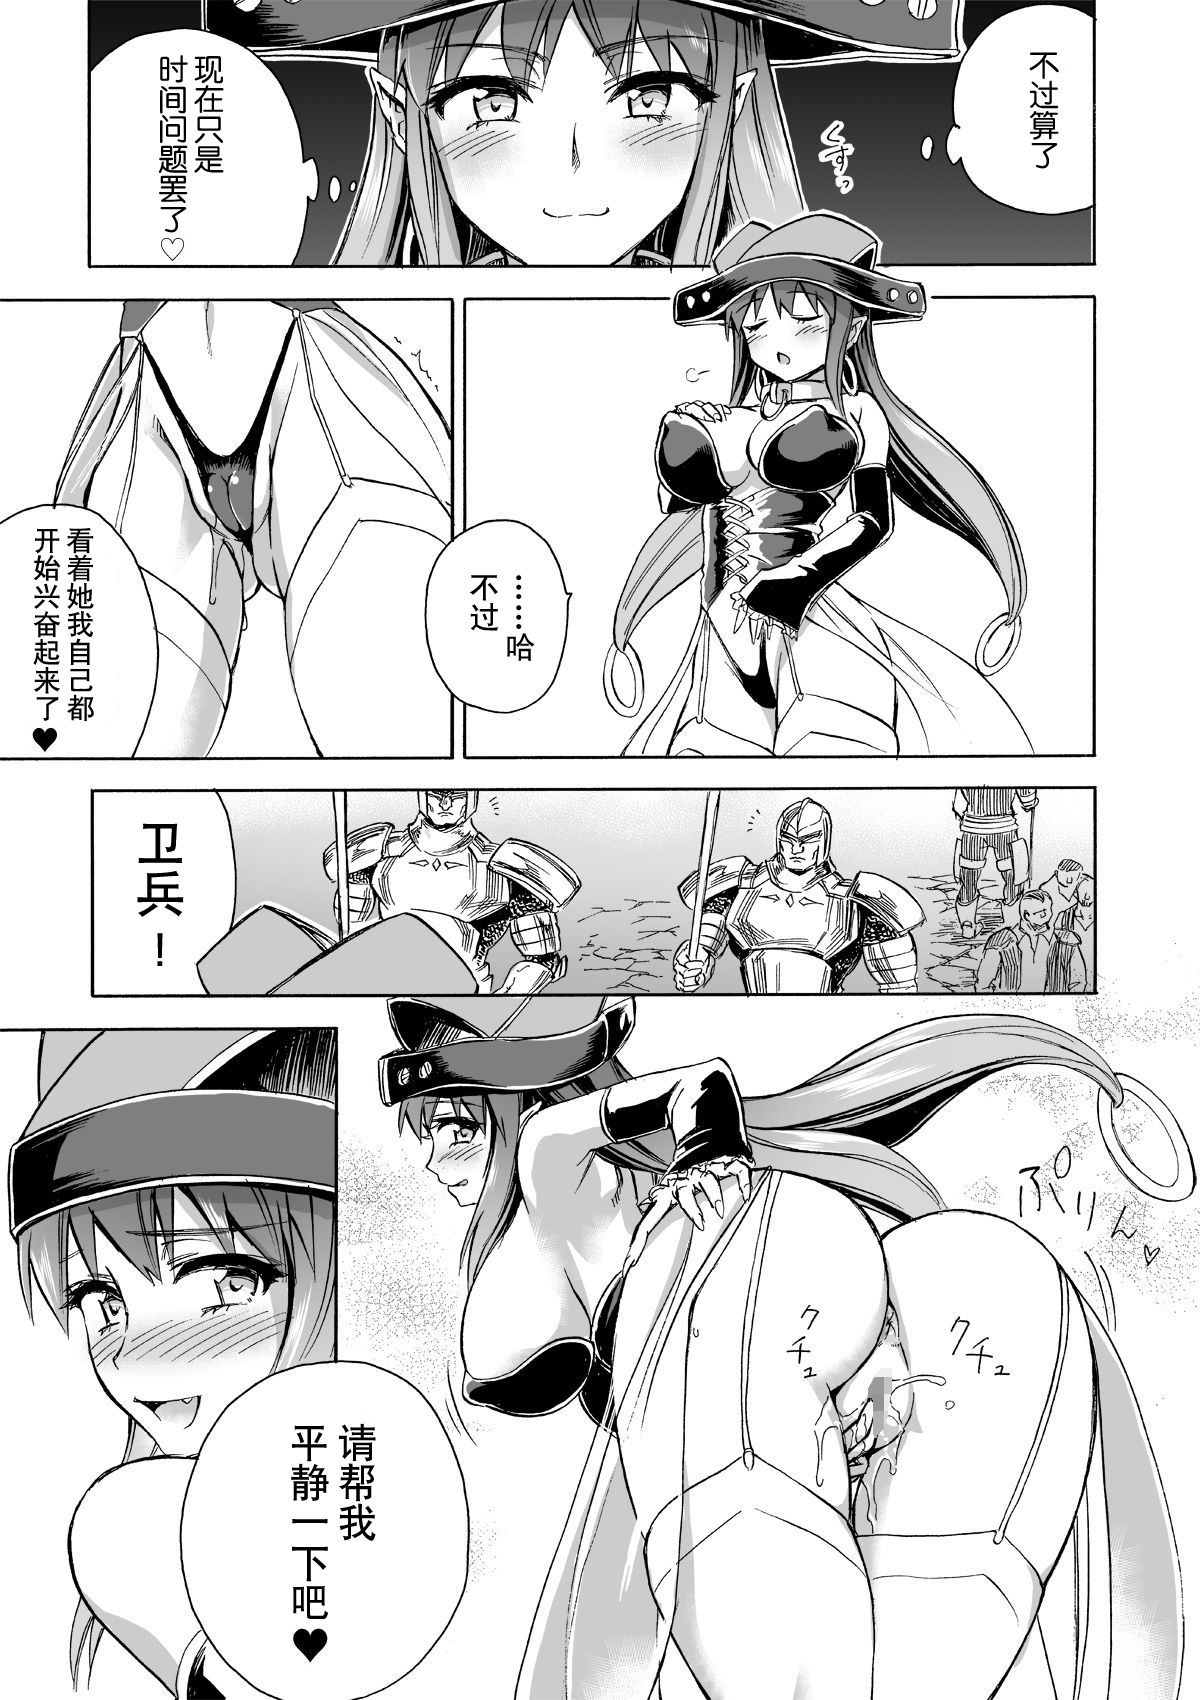 不过算了
くすっ
现在只是
时间问题罢了♡
……哈
不过
看着她我自己都
开始兴奋起来了♥
卫兵！
ぷりん♡
クチュ
クチュ
请帮我
平静一下吧♥